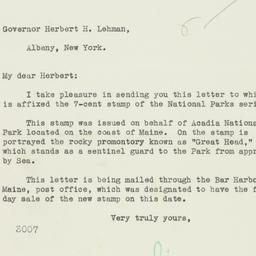 Governor Herbert H. Lehman,
Albany, New York.
My dear Herbert:
I take pleasure in sending you this letter to whi
is affixed the 7-cent stamp of the National Parks seri
This stamp was issued on behalf of Acadia Nationa
Park located on the coast of Maine. On the stamp is
portrayed the rocky promontory known as "Great Head,"
which stands as a sentinel guard to the Park from appr
by Sea.
This letter is being mailed through the Bar Harbo
Maine, post office, which was designated to have the f
day sale of the new stamp on this date.
Very truly yours,
3007